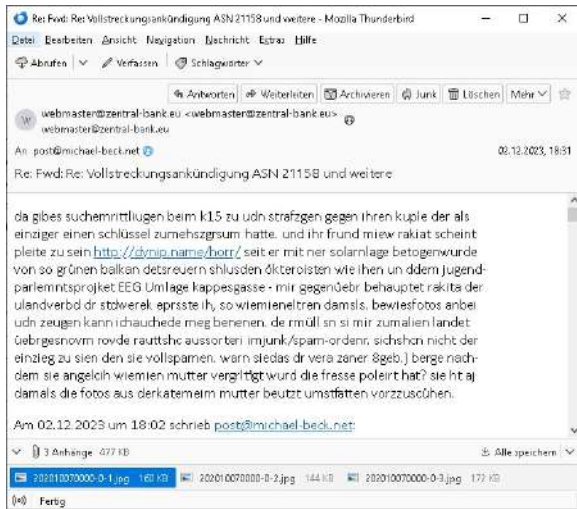 Re: Fwd: Re: Vollstreckungsankündigung ASN 21158 und weitere - Mozilla Thunderbird
Datei Bearbeiten Ansicht Navigation Nachricht Extras Hilfe
Abrufen Verfassen Schlagwörter
Antworten Weiterleiten Archivieren Junk Löschen Mehr
W webmaster@zentral-bank.eu <webmaster@zentral-bank.eu>
webmaster@zentral-bank.eu
An post@michael-beck.net 02.12.2023, 18:31
Re: Fwd: Re: Vollstreckungsankündigung ASN 21158 und weitere
da gibes suchemrittliugen beim k15 zu udn strafzgen gegen ihren kuple der als
einziger einen schlüssel zumehszgrsum hatte. und ihr frund miew rakiat scheint
pleite zu sein http://dynip.name/horr/ seit er mit ner solarnlage betogenwurde
von so grünen balkan detsreuern shlusden ökteroisten wie ihen un ddem jugend-
parlemntsprojket EEG Umlage kappesgasse - mir gegenüebr behauptet rakita der
ulandverbd dr stdwerek eprsste ih, so wiemieneltren damsls. bewiesfotos anbei
udn zeugen kann ichauchede meg benenen. de rmüll sn si mir zumalien landet
üebrgesnovm rovde rauttshc aussorteri imjunk/spam-ordenr. sichshcn nicht der
einzieg zu sien den sie vollspamen. warn siedas dr vera zaner 8geb.) berge nach-
dem sie angelcih wiemien mutter vergritigt wurd die fresse poleirt hat? sie ht aj
damals die fotos aus derkatemeirn mutter beutzt umstfatten vorzzuscühen.
Am 02.12.2023 um 18:02 schrieb post@michael-beck.net:
3 Anhänge 477 KB Alle speichern
202010070000-0-1.jpg 160 KB 202010070000-0-2.jpg 144 KB 202010070000-0-3.jpg 172 KB
Fertig